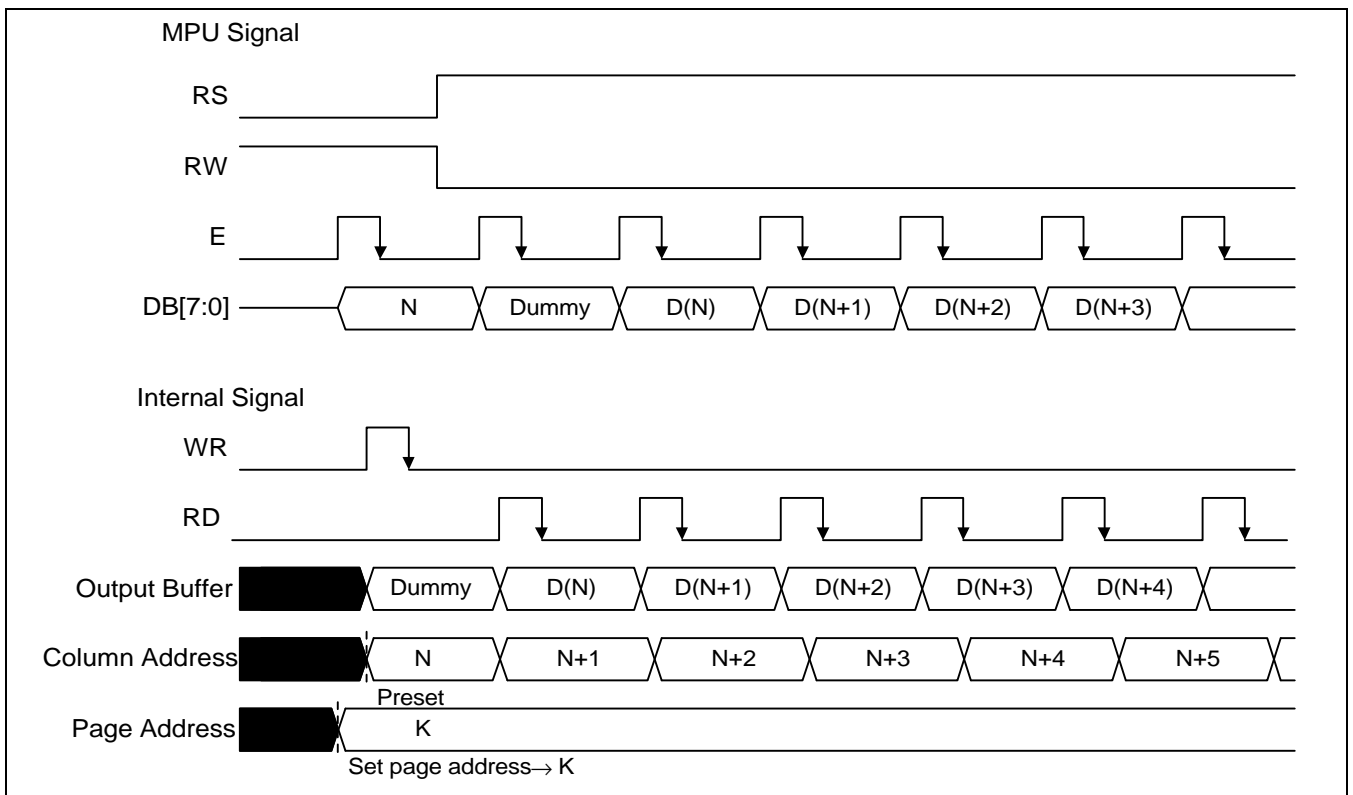 MPU Signal
RS
RW
E
DB[7:0] N Dummy D(N) D(N+1) D(N+2) D(N+3)
Internal Signal
WR
RD
Output Buffer Dummy D(N) D(N+1) D(N+2) D(N+3) D(N+4)
Column Address N N+1 N+2 N+3 N+4 N+5
Preset
Page Address K
Set page address→ K